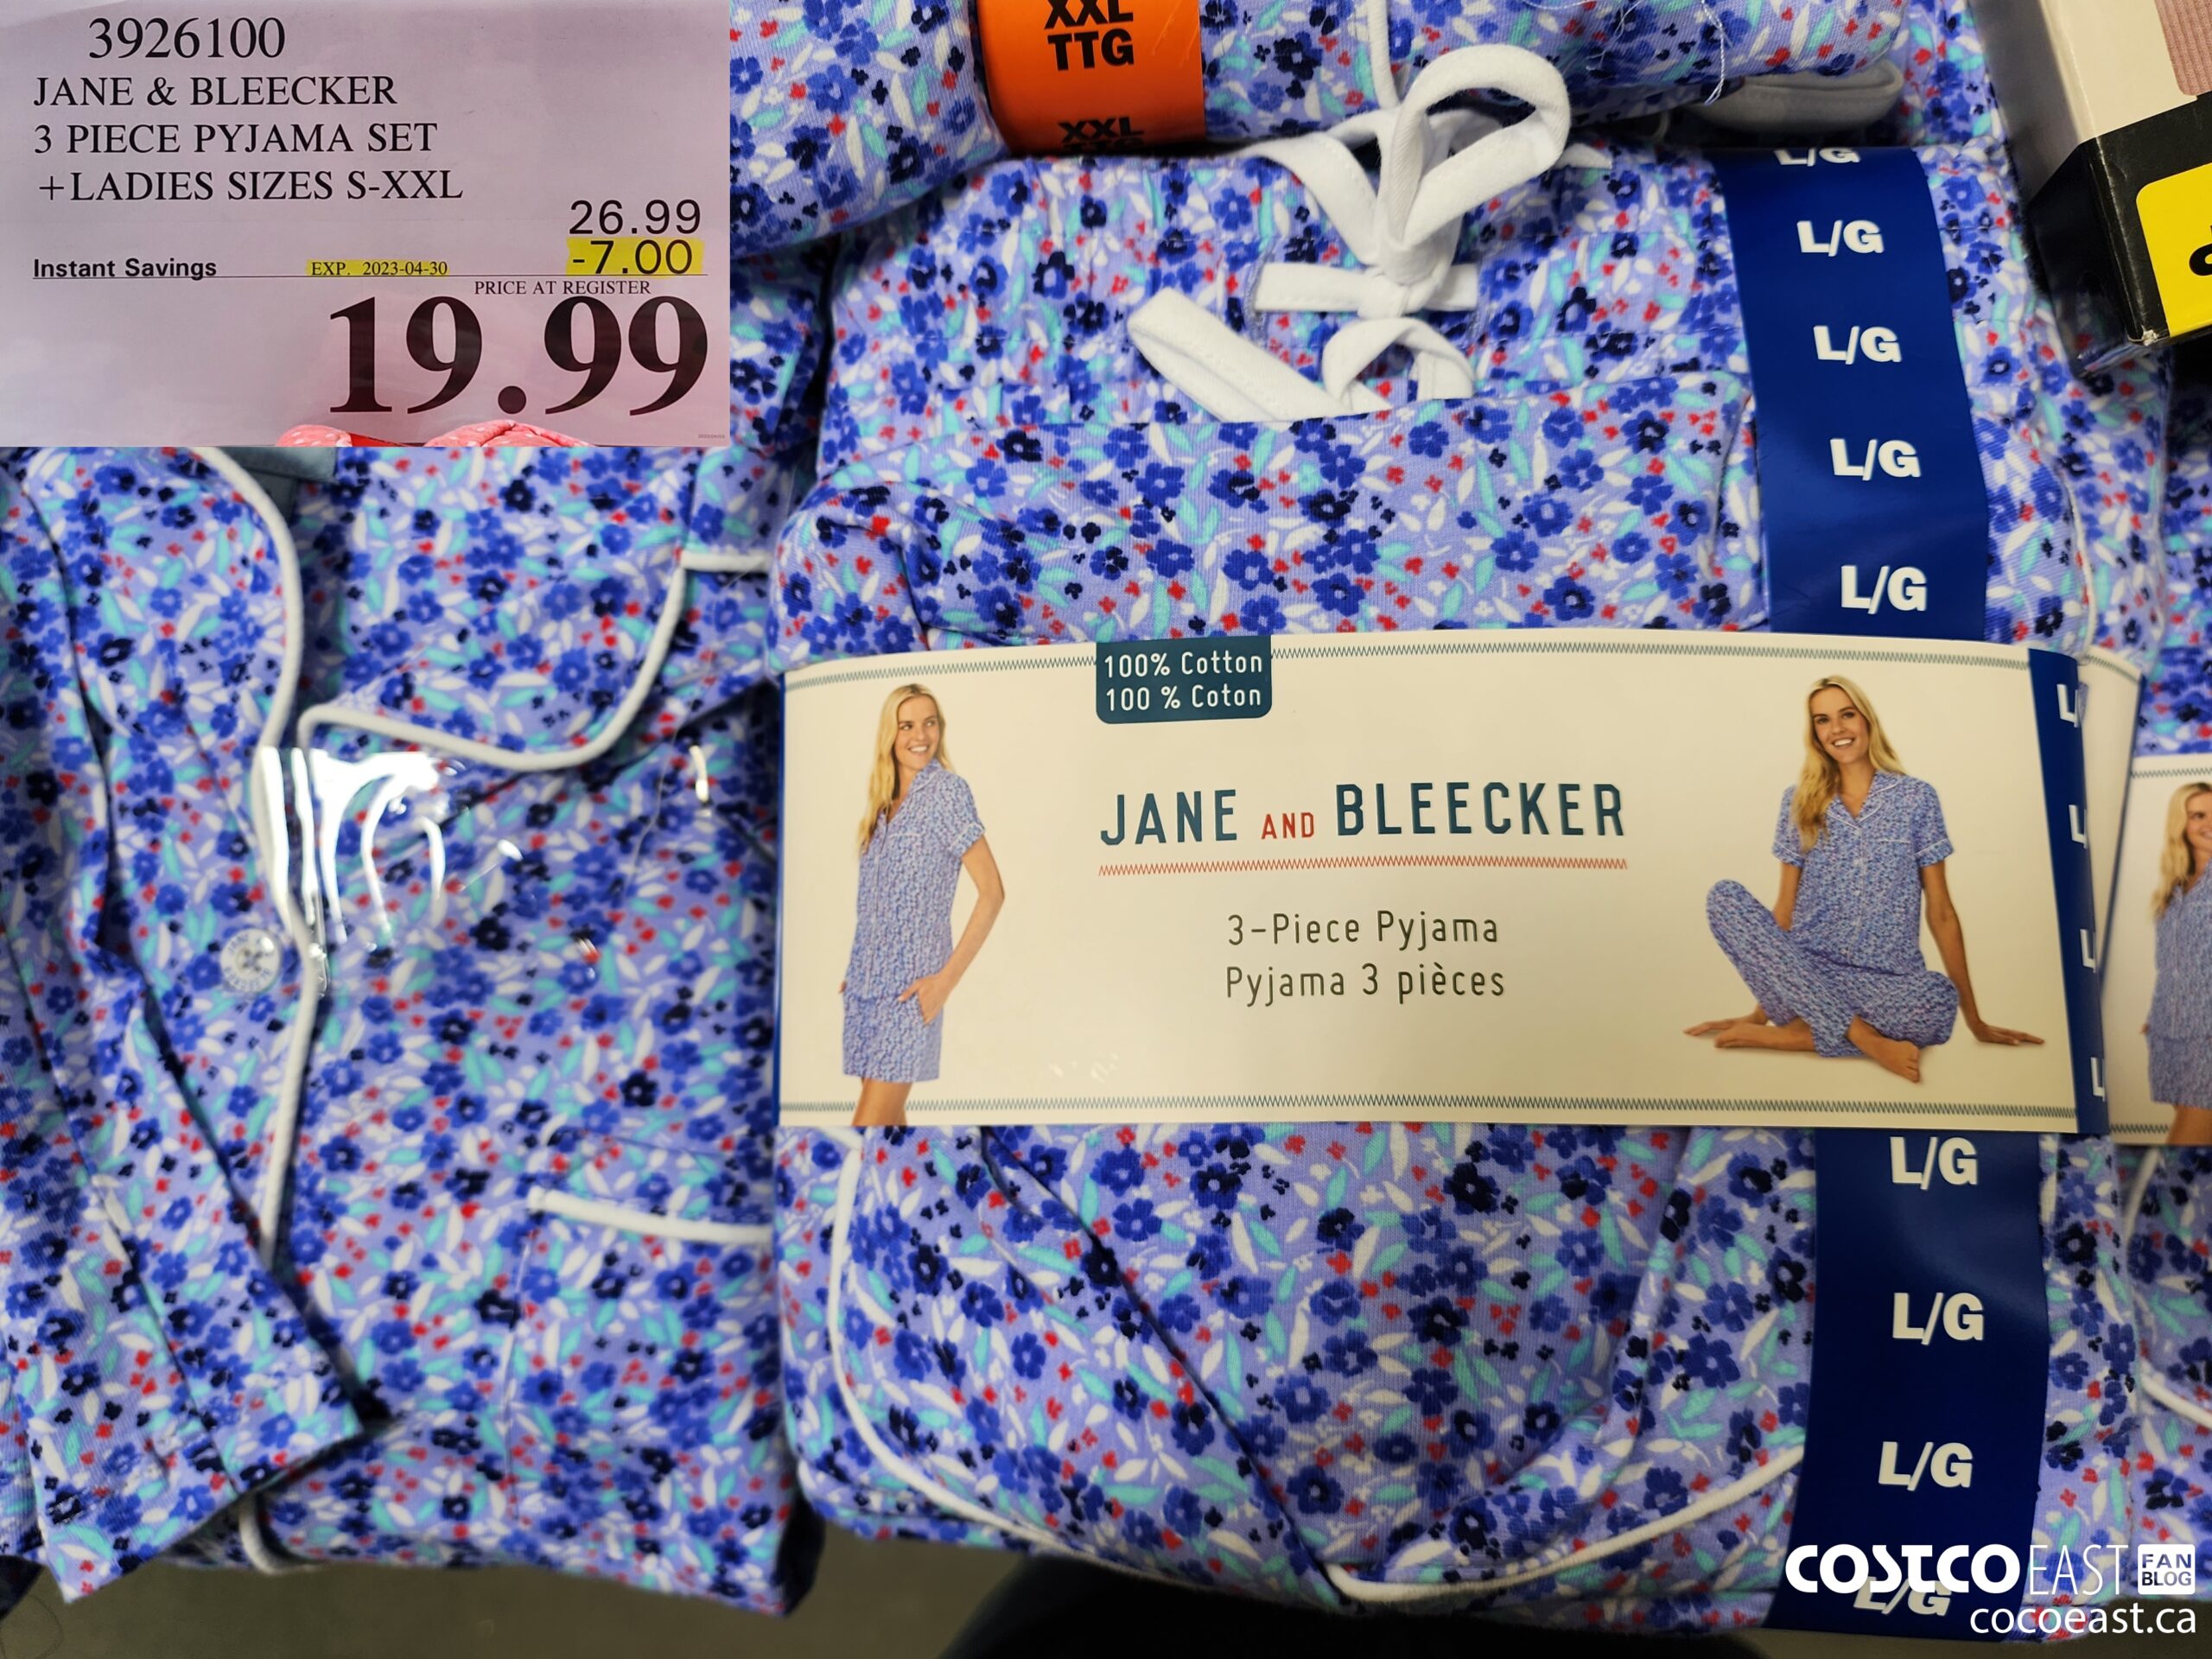 3926100
JANE & BLEECKER
3 PIECE PYJAMA SET
+LADIES SIZES S-XXL
26.99
Instant Savings EXP. 2023-04-30 -7.00
PRICE AT REGISTER
19.99
XXL
TTG
XXL
TTG
L/G
L/G
L/G
L/G
L/G
100% Cotton
100 % Coton
JANE AND BLEECKER
3-Piece Pyjama
Pyjama 3 pièces
L/G
L/G
L/G
L/G
COSTCO EAST FAN BLOG
cocoeast.ca